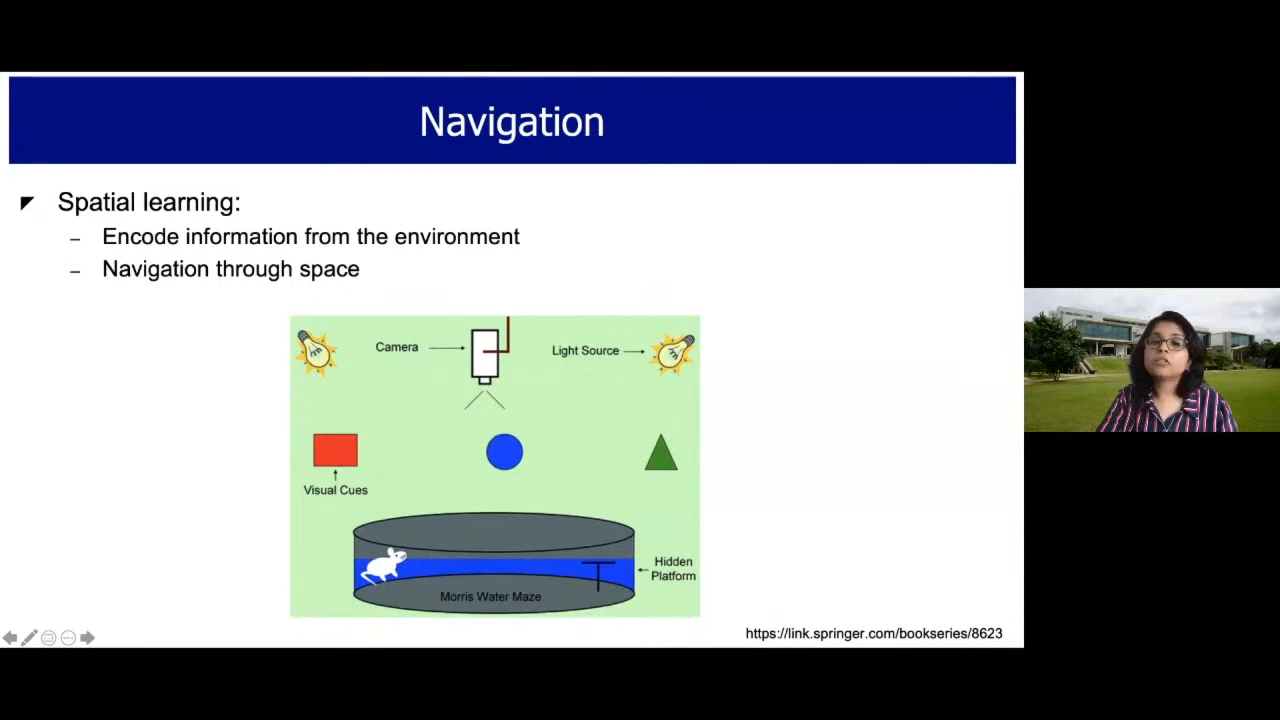 Navigation
Spatial learning:
– Encode information from the environment
– Navigation through space
Camera
Light Source
Visual Cues
Hidden
Platform
Morris Water Maze
https://link.springer.com/bookseries/8623